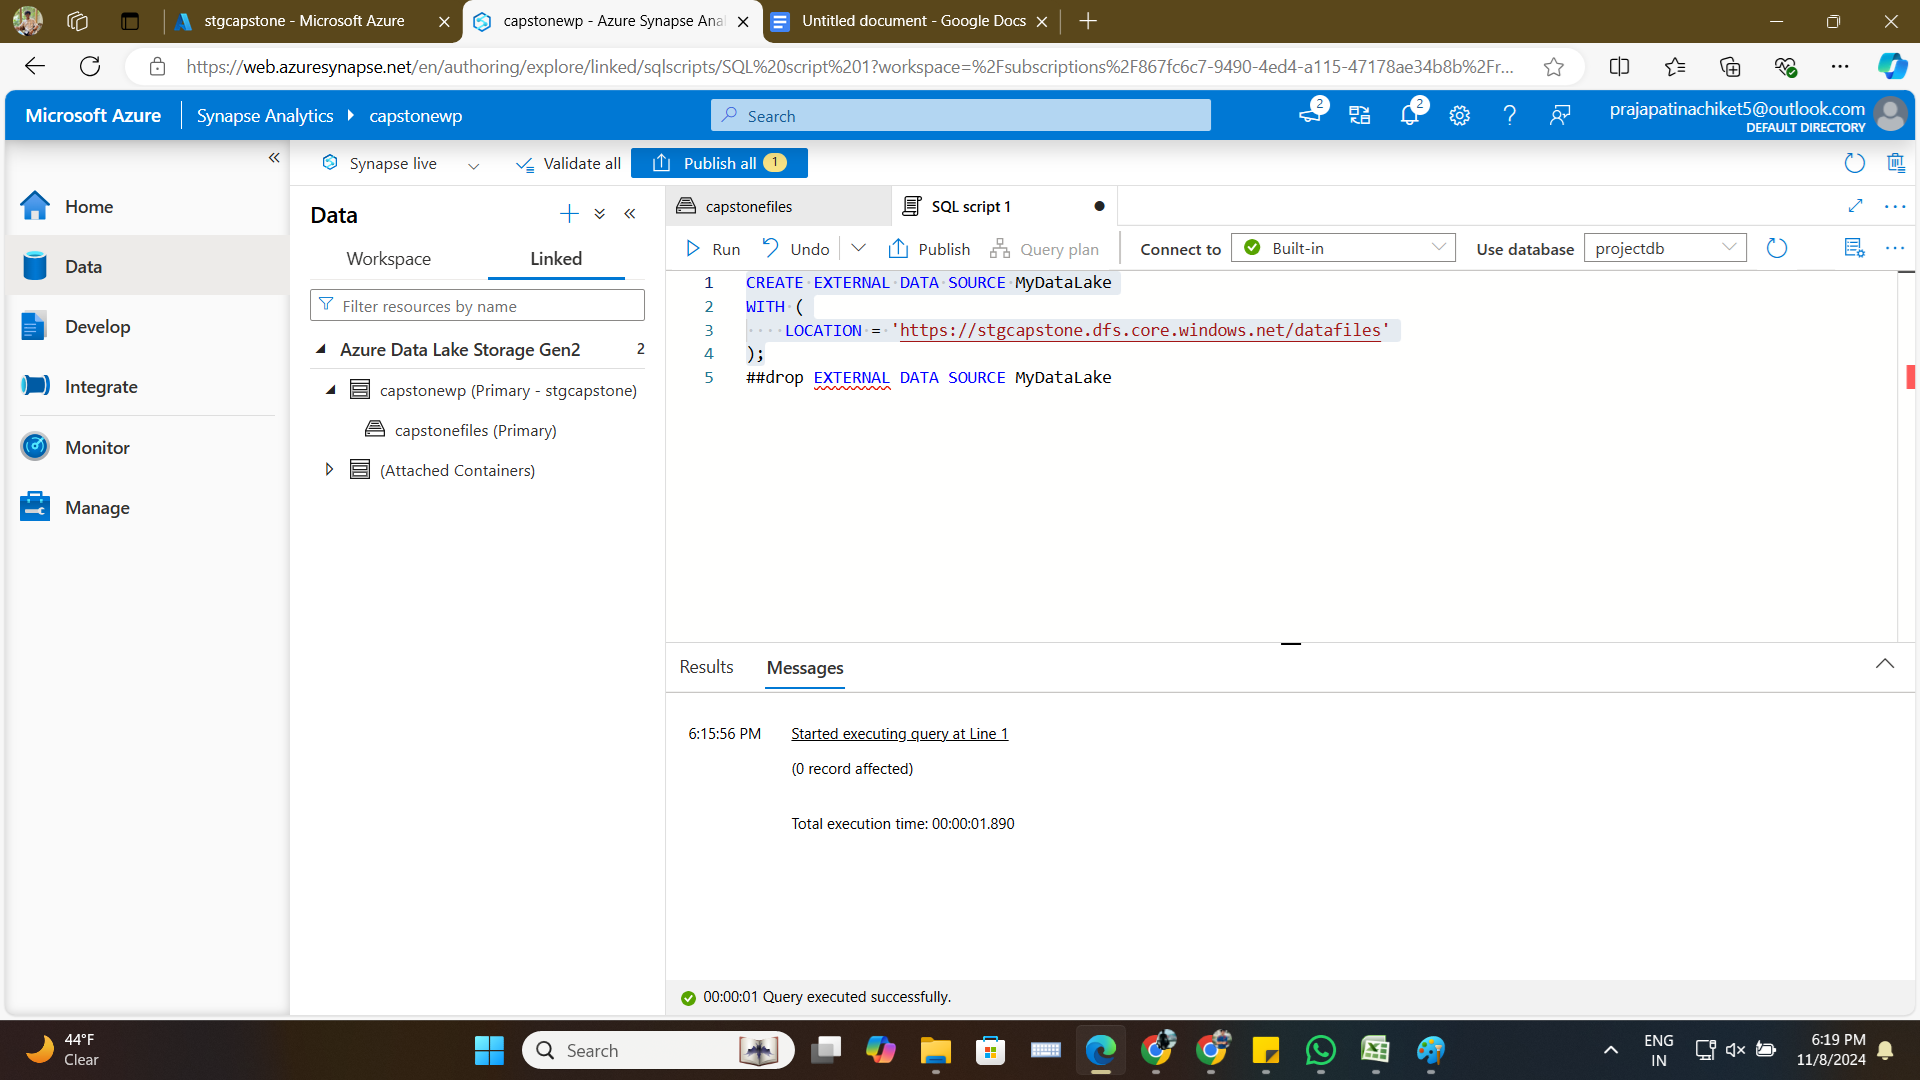 stgcapstone - Microsoft Azure
capstonewp - Azure Synapse Anal
Untitled document - Google Docs
https://web.azuresynapse.net/en/authoring/explore/linked/sqlscripts/SQL%20script%201?workspace=%2Fsubscriptions%2F867fc6c7-9490-4ed4-a115-47178ae34b8b%2Fr...
Microsoft Azure
Synapse Analytics
capstonewp
Search
2
2
prajapatinachiket5@outlook.com
DEFAULT DIRECTORY
Synapse live
Validate all
Publish all 1
Home
Data
Develop
Integrate
Monitor
Manage
Data
Workspace
Linked
Filter resources by name
Azure Data Lake Storage Gen2 2
capstonewp (Primary - stgcapstone)
capstonefiles (Primary)
(Attached Containers)
capstonefiles
SQL script 1
Run
Undo
Publish
Query plan
Connect to
Built-in
Use database
projectdb
1 CREATE EXTERNAL DATA SOURCE MyDataLake
2 WITH (
3 LOCATION = 'https://stgcapstone.dfs.core.windows.net/datafiles'
4 );
5 ##drop EXTERNAL DATA SOURCE MyDataLake
Results
Messages
6:15:56 PM
Started executing query at Line 1
(0 record affected)
Total execution time: 00:00:01.890
00:00:01 Query executed successfully.
44°F
Clear
Search
ENG
IN
6:19 PM
11/8/2024